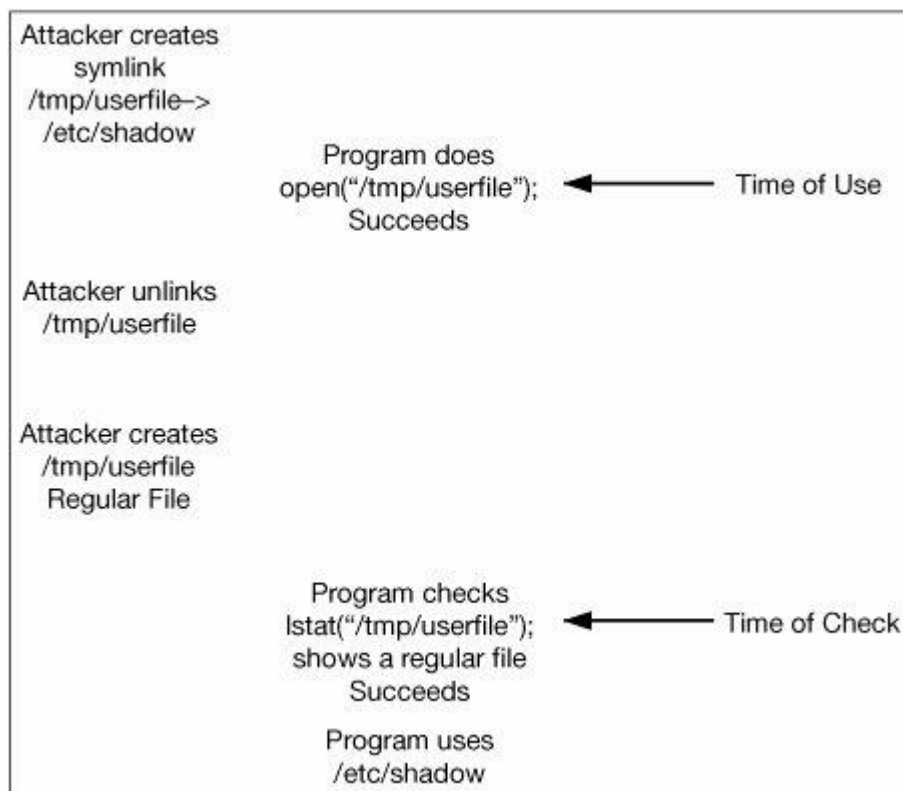 Attacker creates
symlink
/tmp/userfile–>
/etc/shadow
Program does
open(“/tmp/userfile”);
Succeeds
Time of Use
Attacker unlinks
/tmp/userfile
Attacker creates
/tmp/userfile
Regular File
Program checks
lstat(“/tmp/userfile”);
shows a regular file
Succeeds
Time of Check
Program uses
/etc/shadow